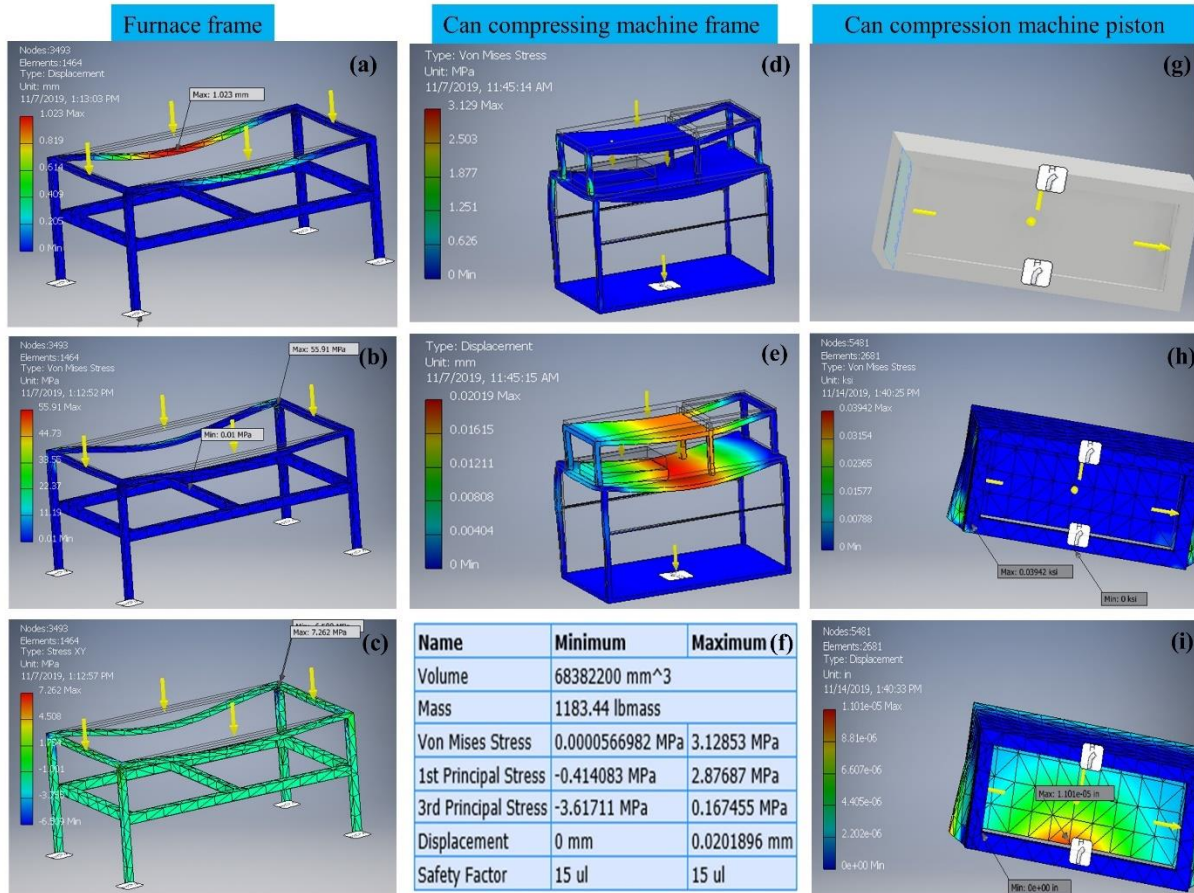 Furnace frame
Can compressing machine frame
Can compression machine piston
Nodes:3493
Elements:1464
Type: Displacement
Unit: mm
11/7/2019, 1:13:03 PM
(a)
Max: 1.023 mm
1.023 Max
0.819
0.614
0.409
0.205
0 Min
Type: Von Mises Stress
Unit: MPa
11/7/2019, 11:45:14 AM
(d)
3.129 Max
2.503
1.877
1.251
0.626
0 Min
(g)
Nodes:3493
Elements:1464
Type: Von Mises Stress
Unit: MPa
11/7/2019, 1:12:52 PM
(b)
Max: 55.91 MPa
Min: 0.01 MPa
55.91 Max
44.73
33.55
22.37
11.19
0.01 Min
Type: Displacement
Unit: mm
11/7/2019, 11:45:15 AM
(e)
0.02019 Max
0.01615
0.01211
0.00808
0.00404
0 Min
Nodes:5481
Elements:2681
Type: Von Mises Stress
Unit: ksi
11/14/2019, 1:40:25 PM
(h)
0.03942 Max
0.03154
0.02365
0.01577
0.00788
0 Min
Max: 0.03942 ksi
Min: 0 ksi
Nodes:3493
Elements:1464
Type: Stress XY
Unit: MPa
11/7/2019, 1:12:57 PM
(c)
Max: 7.262 MPa
7.262 Max
4.508
Name Minimum Maximum (f)
Volume 68382200 mm^3
Mass 1183.44 lbmass
Von Mises Stress 0.0000566982 MPa 3.12853 MPa
1st Principal Stress -0.414083 MPa 2.87687 MPa
3rd Principal Stress -3.61711 MPa 0.167455 MPa
Displacement 0 mm 0.0201896 mm
Safety Factor 15 ul 15 ul
Nodes:5481
Elements:2681
Type: Displacement
Unit: in
11/14/2019, 1:40:33 PM
(i)
1.101e-05 Max
8.81e-06
6.607e-06
4.405e-06
2.202e-06
0e+00 Min
Max: 1.101e-05 in
Min: 0e+00 in